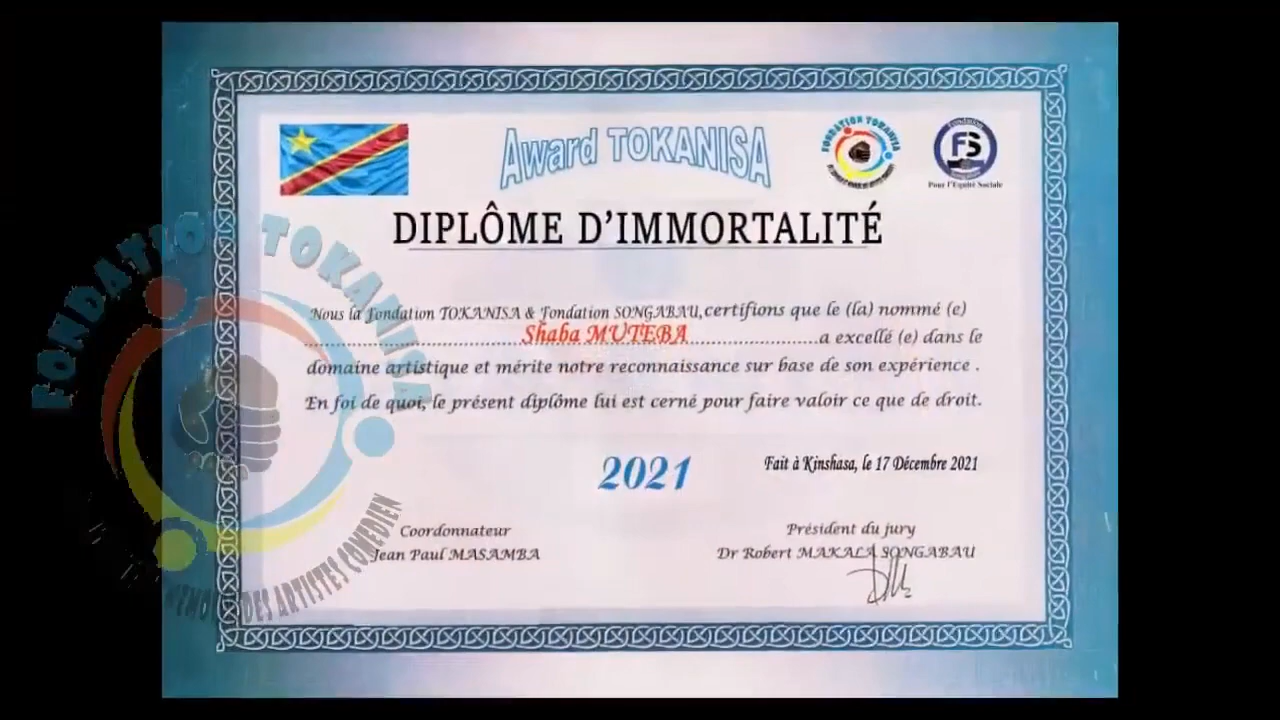 Award TOKANISA
FONDATION TOKANISA
FONDATION
FS
Pour l'Equité Sociale
DIPLÔME D'IMMORTALITÉ
Nous la Fondation TOKANISA & Fondation SONGABAU, certifions que le (la) nommé (e)
Shaba MUTEBA a excellé (e) dans le
domaine artistique et mérite notre reconnaissance sur base de son expérience .
En foi de quoi, le présent diplôme lui est cerné pour faire valoir ce que de droit.
2021
Fait à Kinshasa, le 17 Décembre 2021
Coordonnateur
Jean Paul MASAMBA
Président du jury
Dr Robert MAKALA SONGABAU
FONDATION TOKANISA
DES ARTISTES COMEDIEN